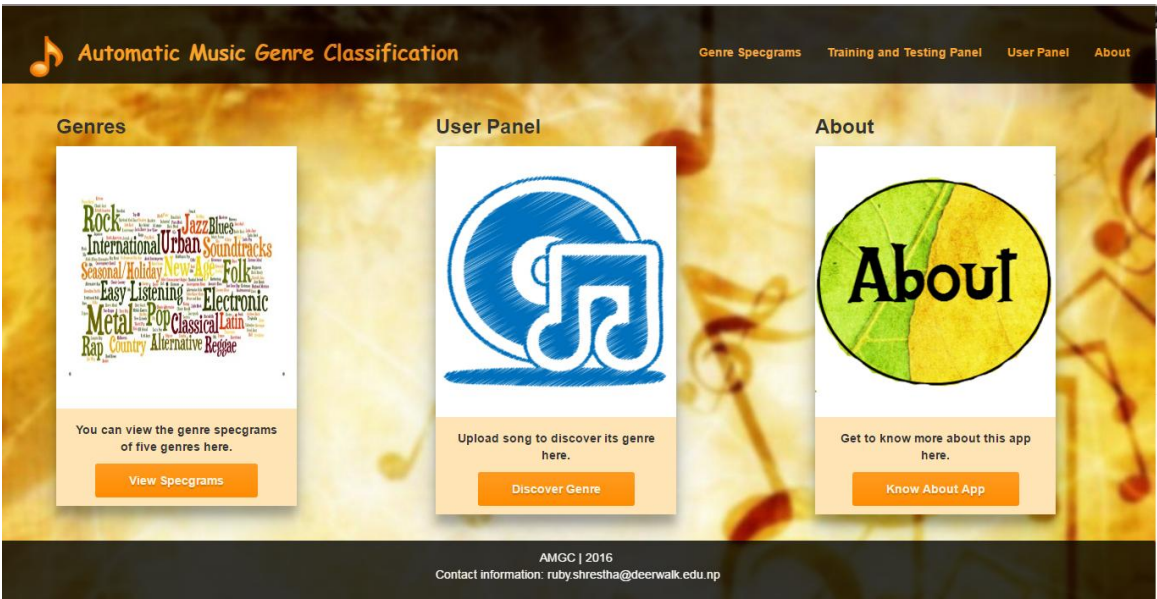 Automatic Music Genre Classification
Genre Specgrams
Training and Testing Panel
User Panel
About
Genres
Rock
Jazz Blues
International Urban Soundtracks
Seasonal/Holiday New Age Folk
Easy Listening Electronic
Metal Pop Classical Latin
Rap Country Alternative Reggae
You can view the genre specgrams
of five genres here.
View Specgrams
User Panel
Upload song to discover its genre
here.
Discover Genre
About
About
Get to know more about this app
here.
Know About App
AMGC | 2016
Contact information: ruby.shrestha@deerwalk.edu.np